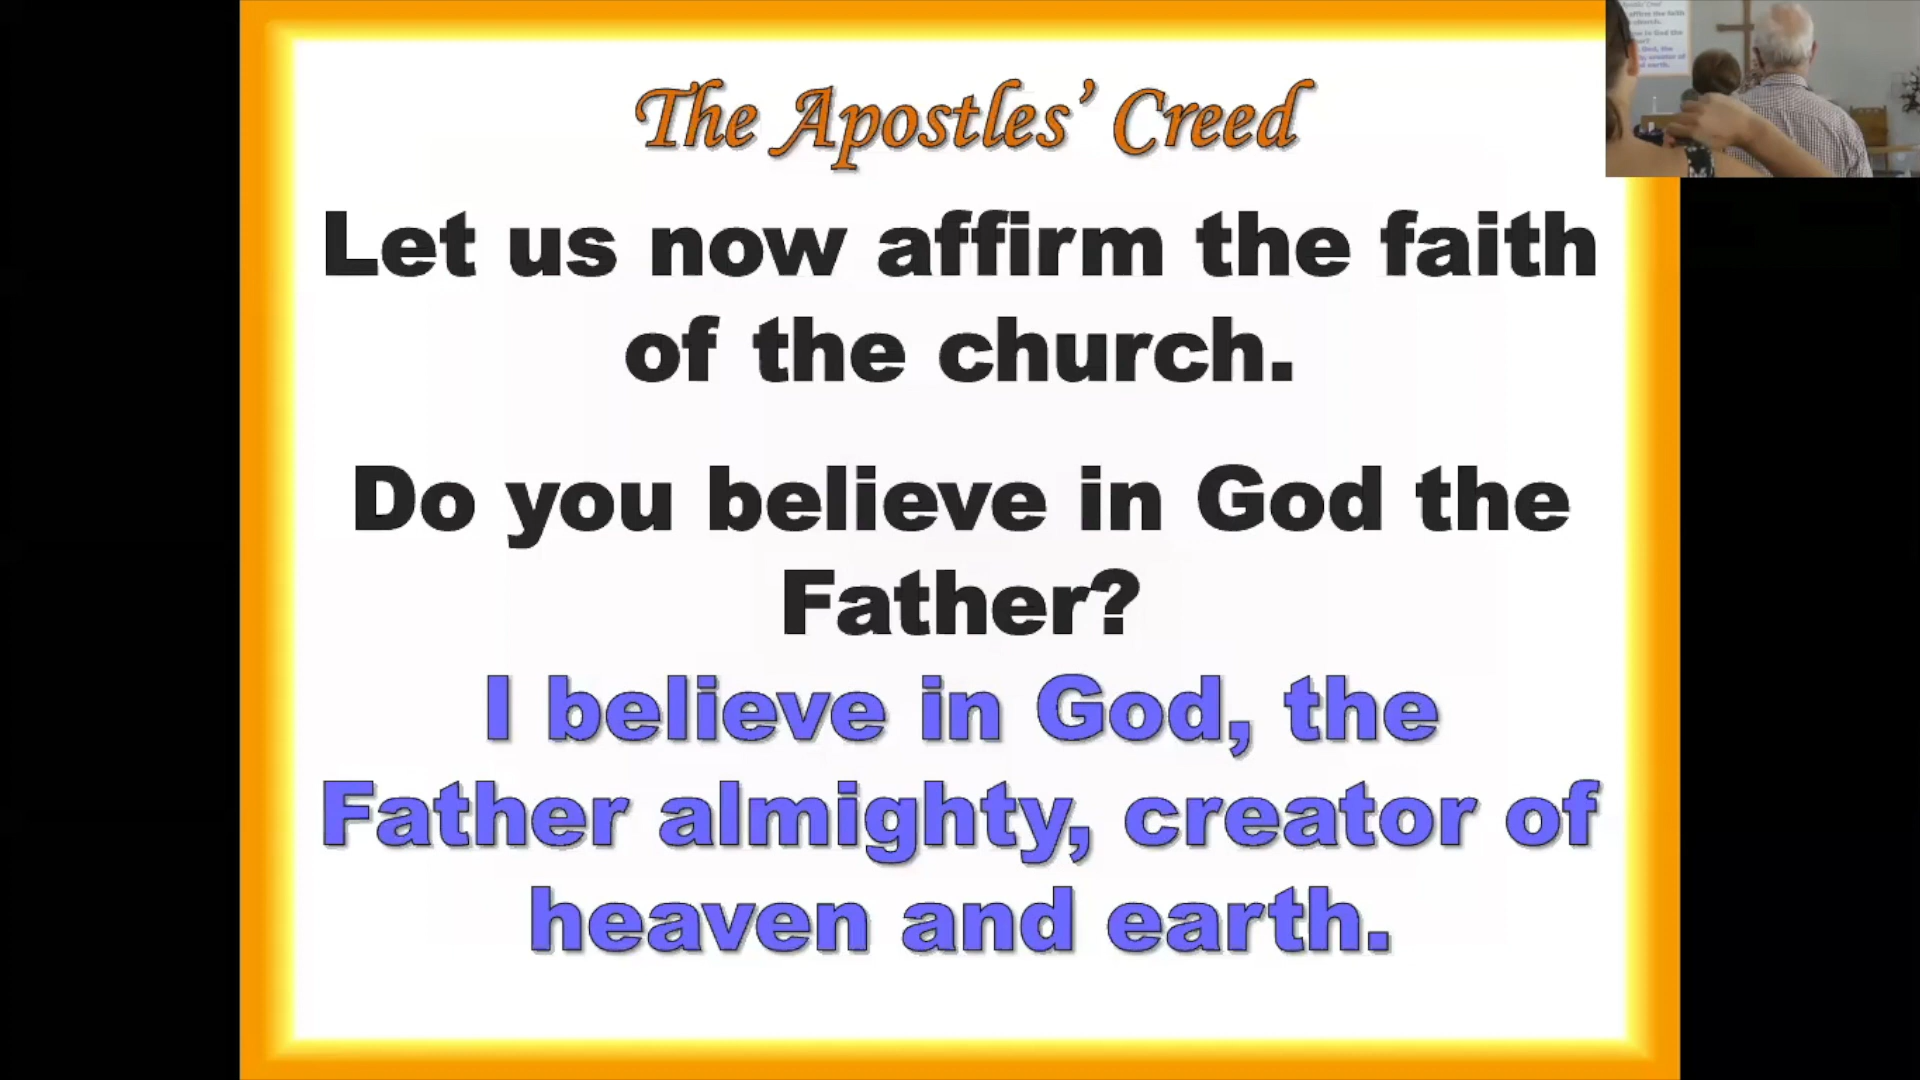 The Apostles’ Creed
Let us now affirm the faith
of the church.
Do you believe in God the
Father?
I believe in God, the
Father almighty, creator of
heaven and earth.